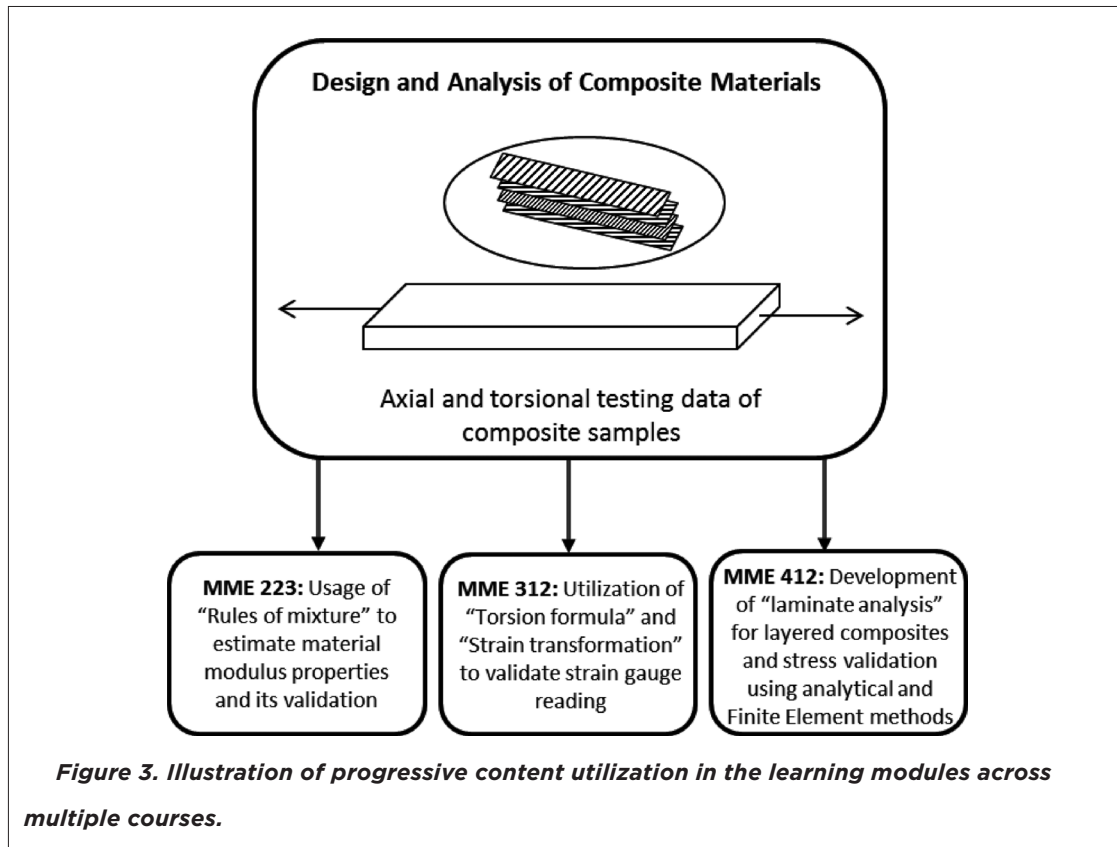 Design and Analysis of Composite Materials
Axial and torsional testing data of
composite samples
MME 223: Usage of
“Rules of mixture” to
estimate material
modulus properties
and its validation
MME 312: Utilization of
“Torsion formula” and
“Strain transformation”
to validate strain gauge
reading
MME 412: Development
of “laminate analysis”
for layered composites
and stress validation
using analytical and
Finite Element methods
Figure 3. Illustration of progressive content utilization in the learning modules across
multiple courses.